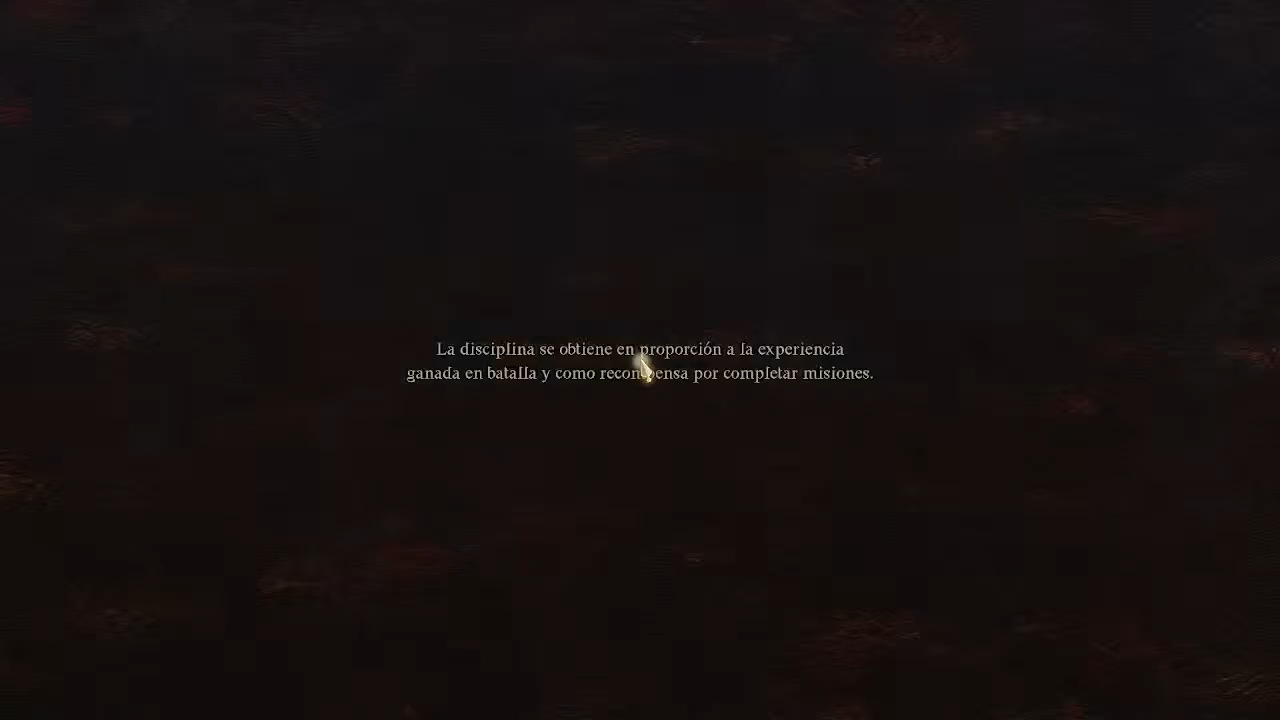 La disciplina se obtiene en proporción a la experiencia
ganada en batalla y como recompensa por completar misiones.